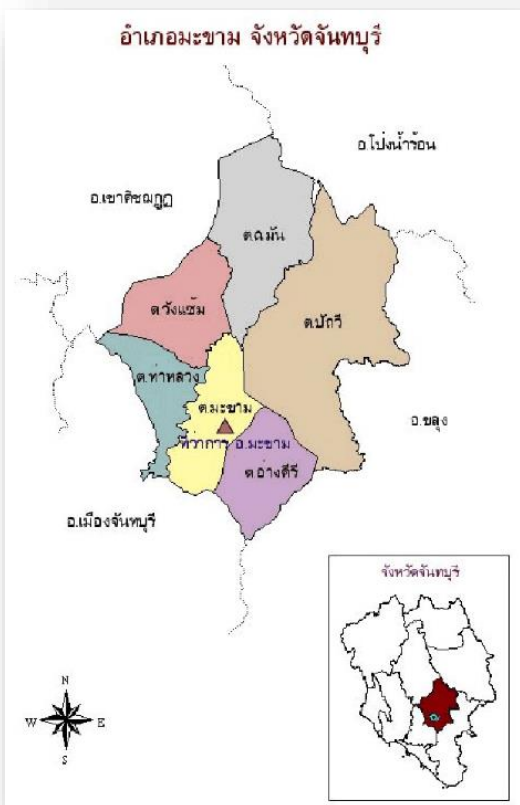 อำเภอมะขาม จังหวัดจันทบุรี
อ.โป่งน้ำร้อน
อ.เขาคิชฌกูฏ
ต.ฉมัน
ต.วังแซ้ม
ต.ปัถวี
ต.ท่าหลวง
ต.มะขาม
อ.ขลุง
ที่ว่าการ อ.มะขาม
ต.อ่างคีรี
อ.เมืองจันทบุรี
จังหวัดจันทบุรี
N
W E
S